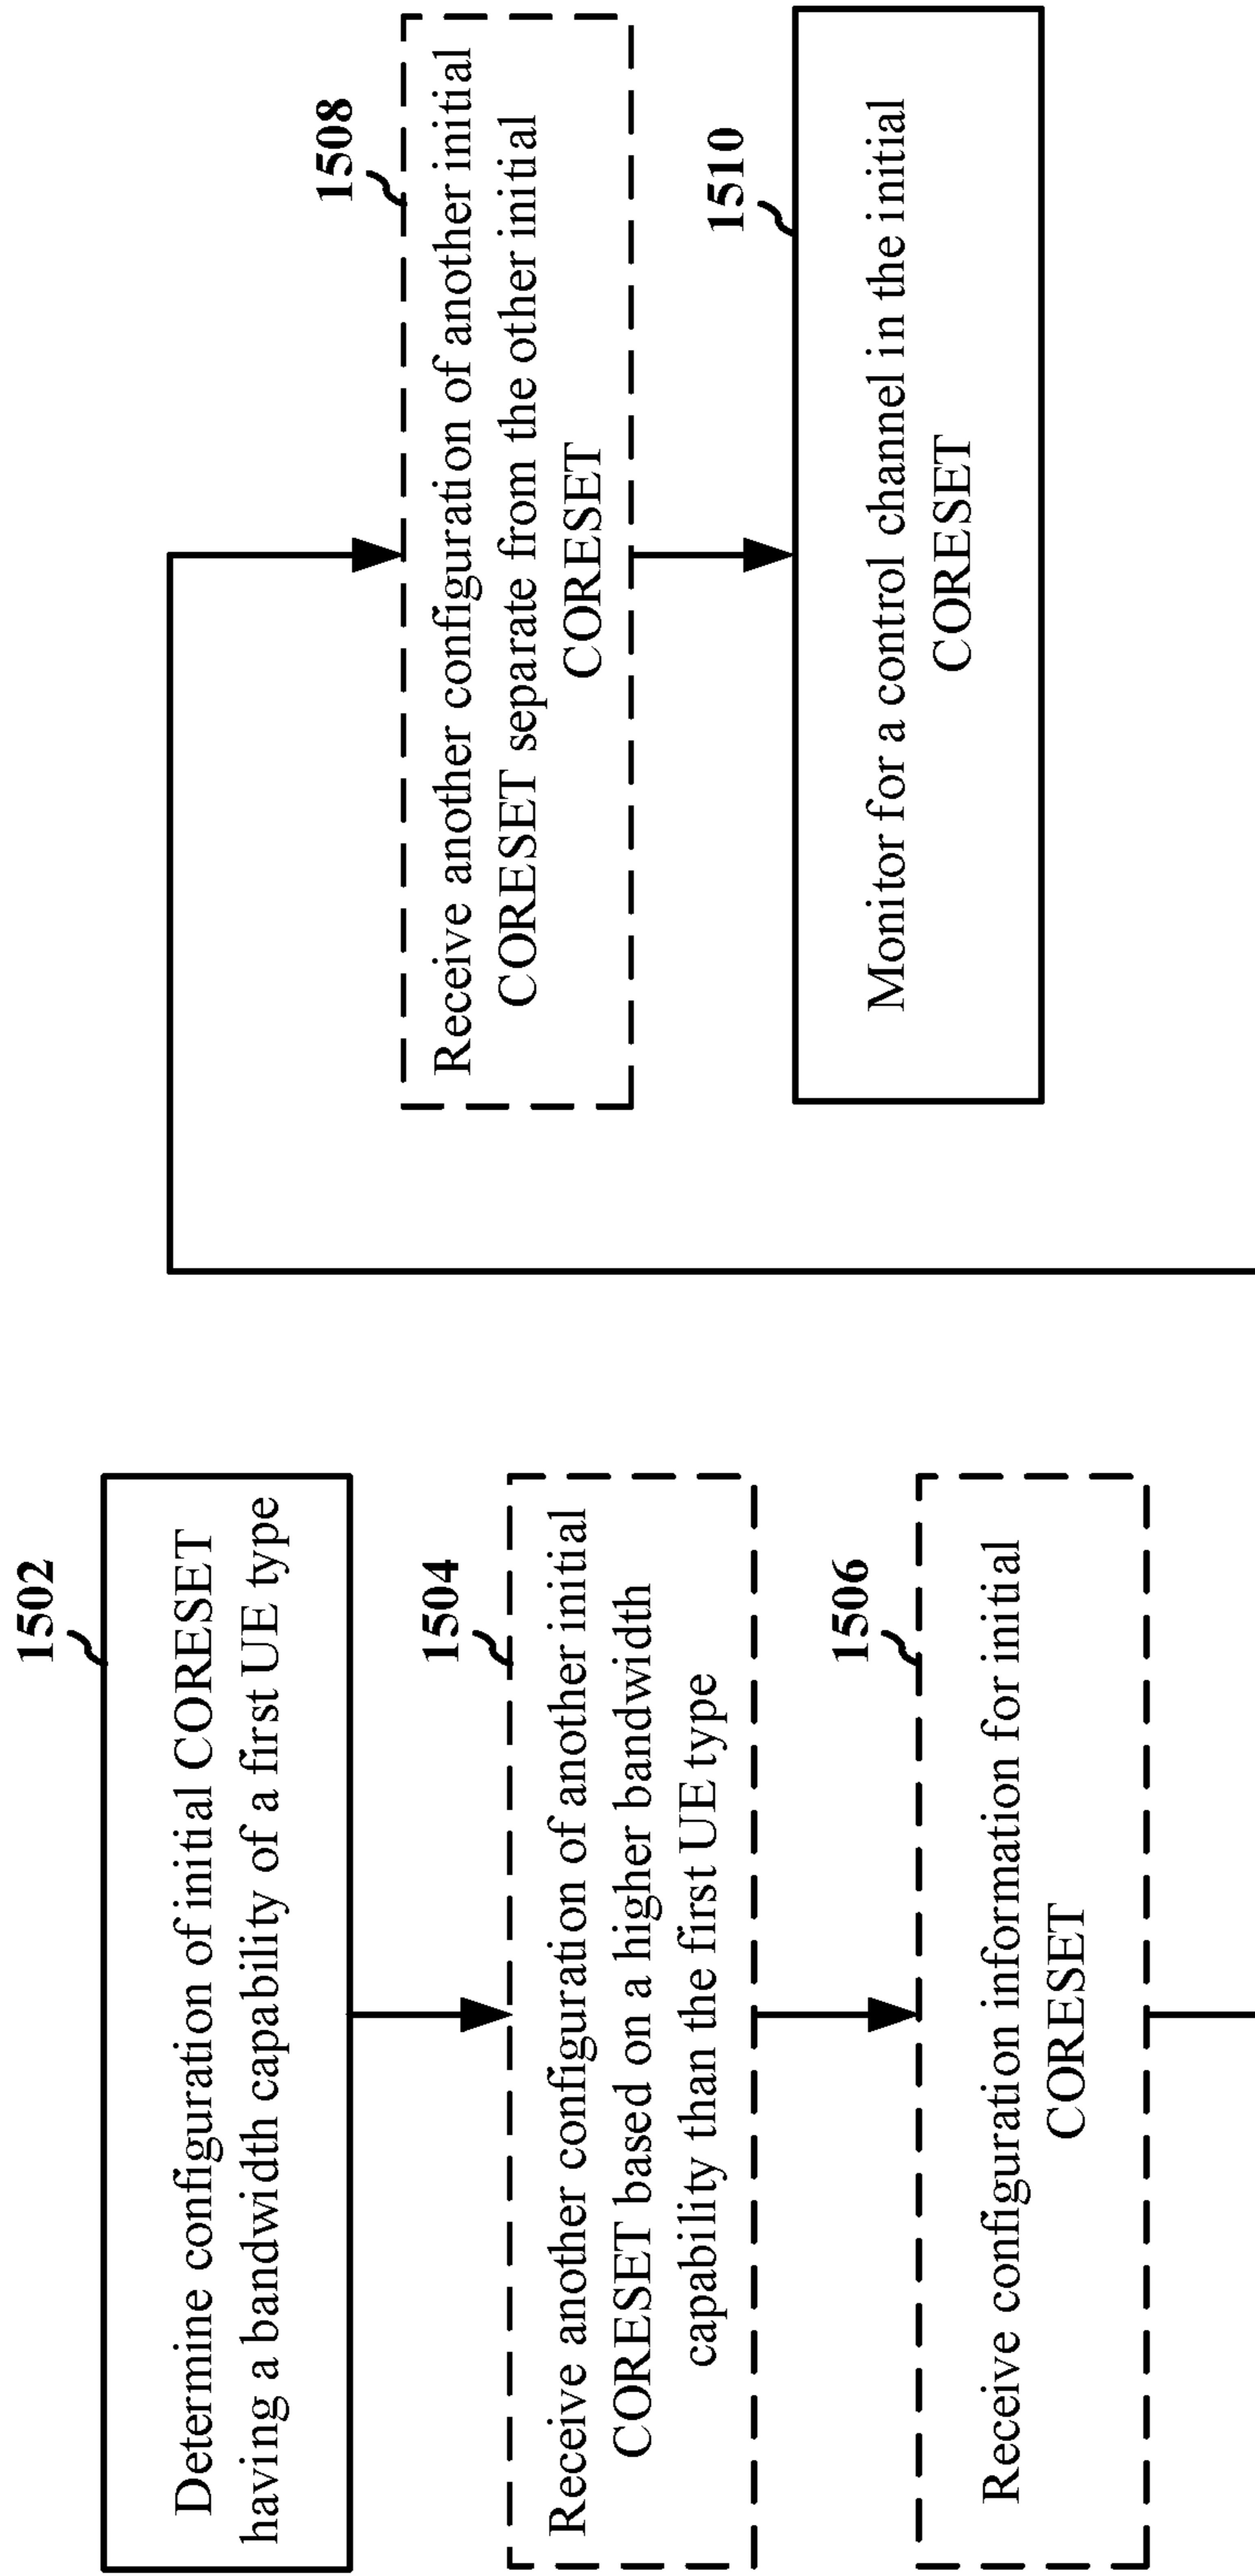 1502
Determine configuration of initial CORESET
having a bandwidth capability of a first UE type
1504
Receive another configuration of another initial
CORESET based on a higher bandwidth
capability than the first UE type
1506
Receive configuration information for initial
CORESET
1508
Receive another configuration of another initial
CORESET separate from the other initial
CORESET
1510
Monitor for a control channel in the initial
CORESET